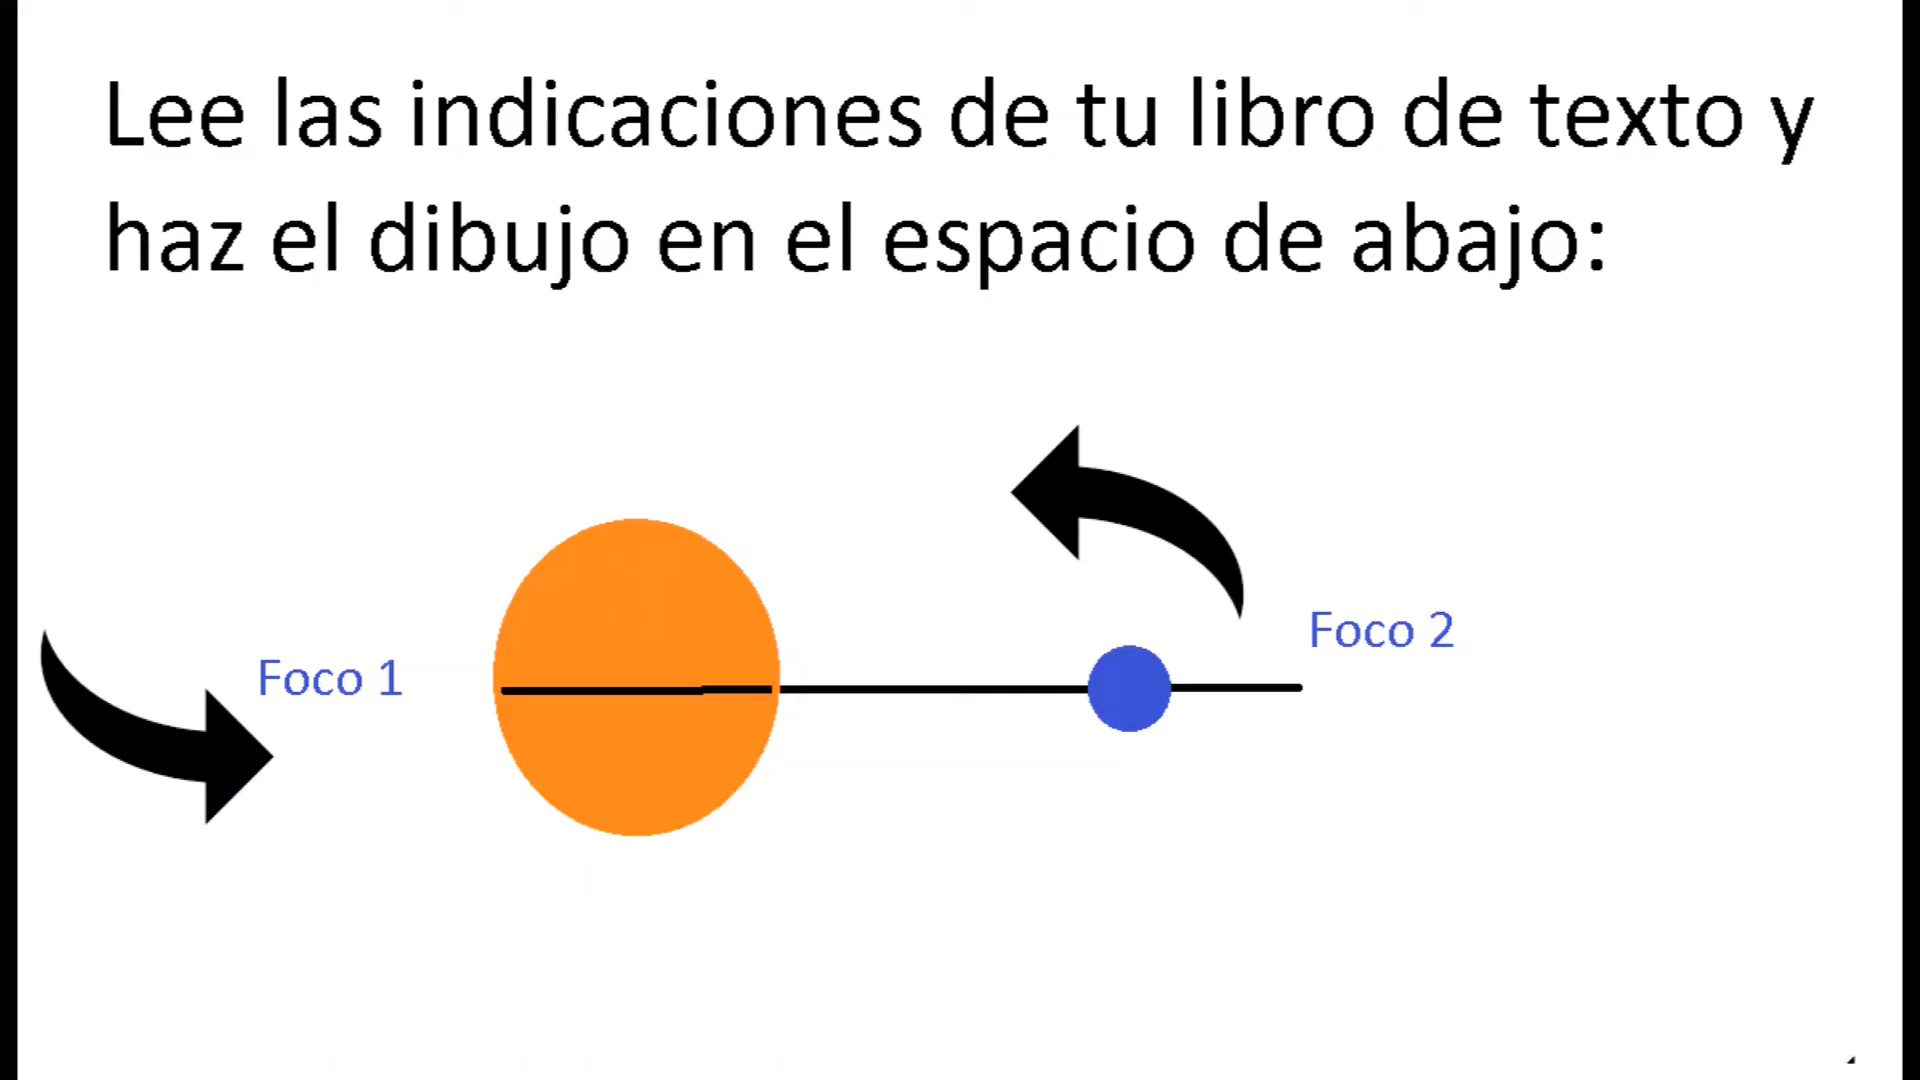 Lee las indicaciones de tu libro de texto y
haz el dibujo en el espacio de abajo:
Foco 2
Foco 1